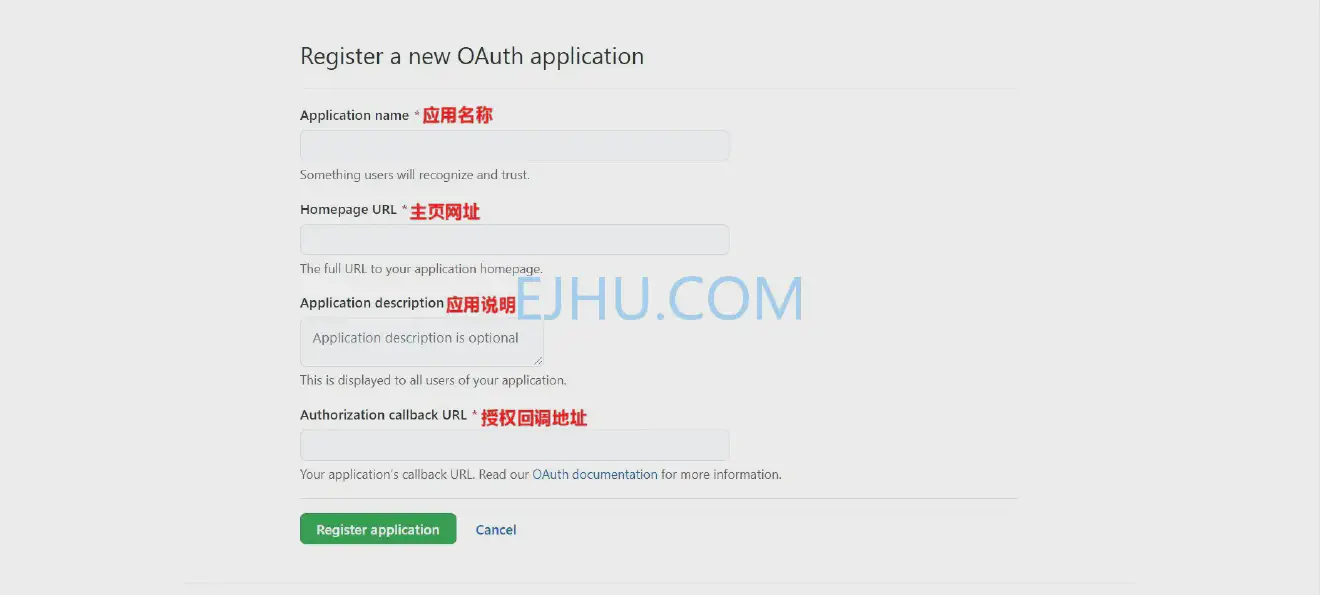 Register a new OAuth application
Application name * 应用名称
Something users will recognize and trust.
Homepage URL * 主页网址
The full URL to your application homepage.
Application description 应用说明
EJHU.COM
Application description is optional
This is displayed to all users of your application.
Authorization callback URL * 授权回调地址
Your application's callback URL. Read our OAuth documentation for more information.
Register application Cancel